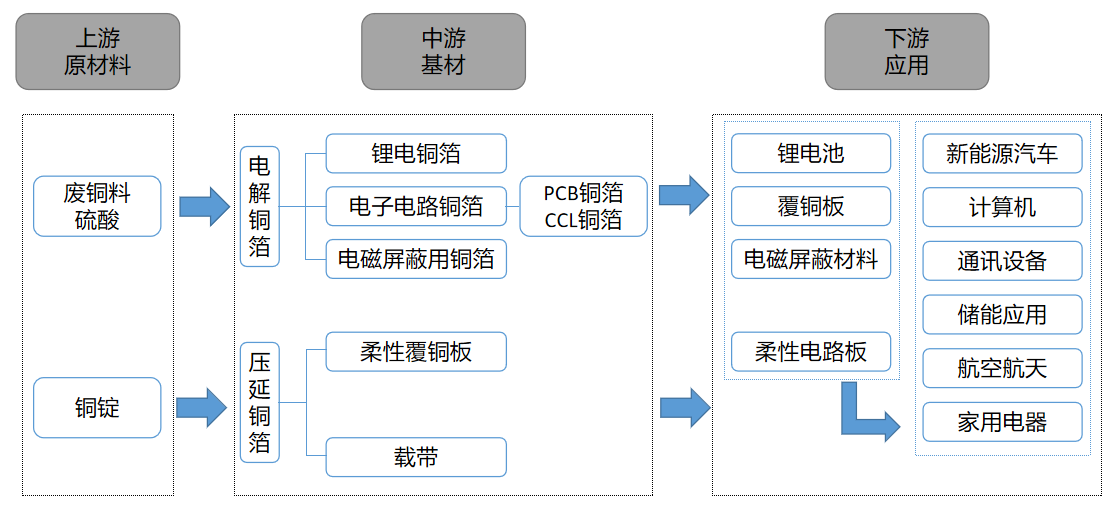 上游
原材料
中游
基材
下游
应用
废铜料
硫酸
铜锭
电
解
铜
箔
锂电铜箔
电子电路铜箔
电磁屏蔽用铜箔
PCB铜箔
CCL铜箔
压
延
铜
箔
柔性覆铜板
载带
锂电池
覆铜板
电磁屏蔽材料
柔性电路板
新能源汽车
计算机
通讯设备
储能应用
航空航天
家用电器